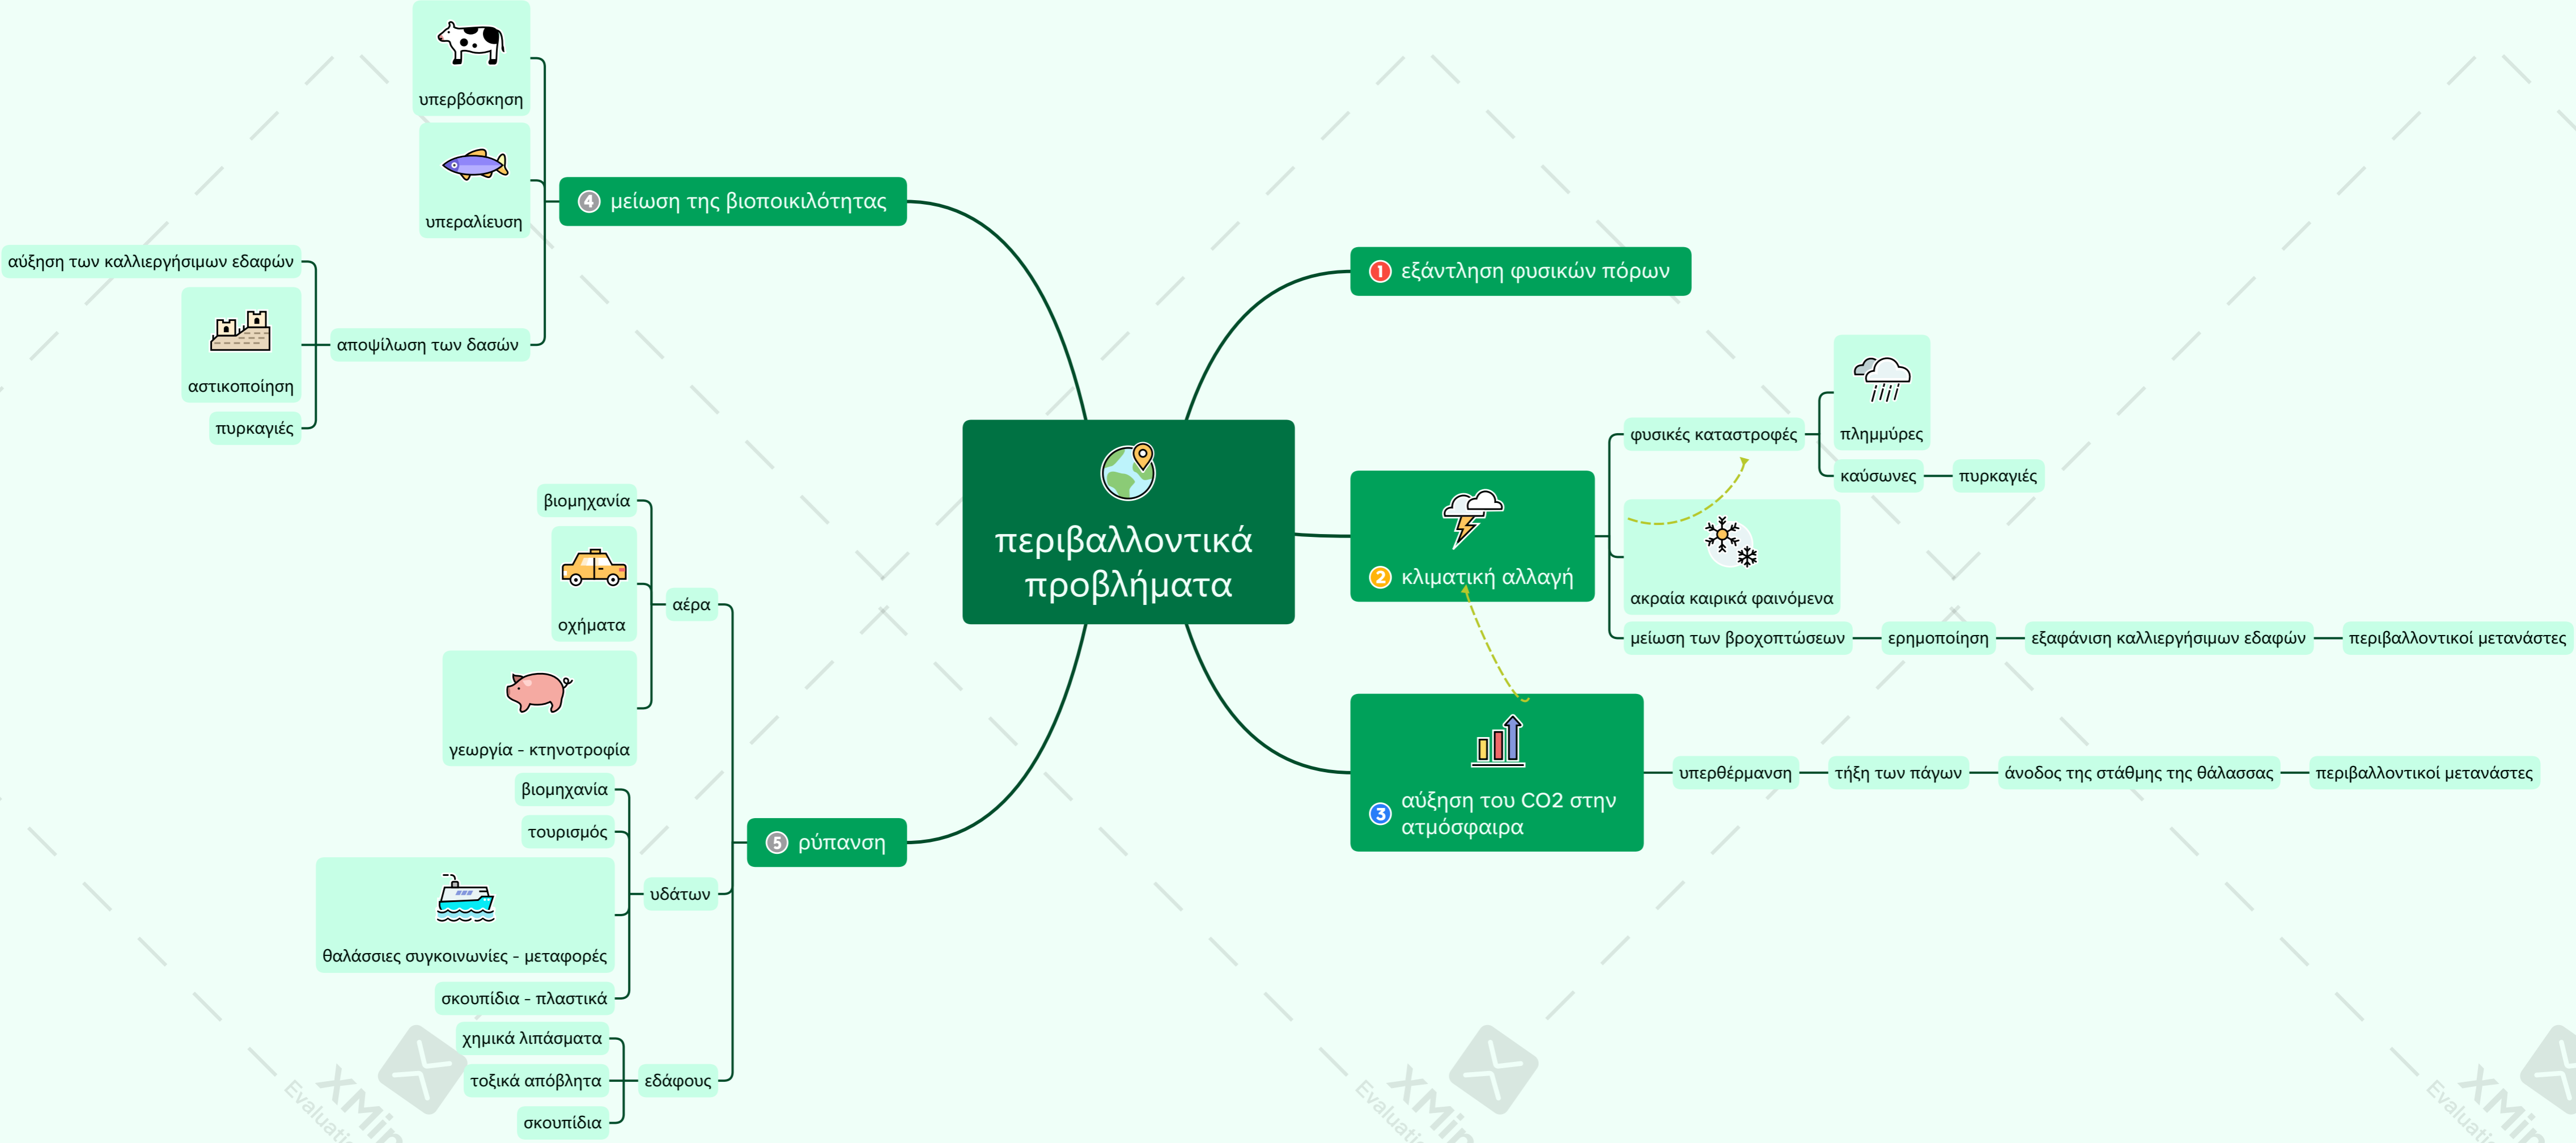 περιβαλλοντικά
προβλήματα
1 εξάντληση φυσικών πόρων
2 κλιματική αλλαγή
φυσικές καταστροφές
πλημμύρες
καύσωνες
πυρκαγιές
ακραία καιρικά φαινόμενα
μείωση των βροχοπτώσεων
ερημοποίηση
εξαφάνιση καλλιεργήσιμων εδαφών
περιβαλλοντικοί μετανάστες
3 αύξηση του CO2 στην
ατμόσφαιρα
υπερθέρμανση
τήξη των πάγων
άνοδος της στάθμης της θάλασσας
περιβαλλοντικοί μετανάστες
4 μείωση της βιοποικιλότητας
υπερβόσκηση
υπεραλίευση
αποψίλωση των δασών
αύξηση των καλλιεργήσιμων εδαφών
αστικοποίηση
πυρκαγιές
5 ρύπανση
αέρα
βιομηχανία
οχήματα
γεωργία - κτηνοτροφία
υδάτων
βιομηχανία
τουρισμός
θαλάσσιες συγκοινωνίες - μεταφορές
σκουπίδια - πλαστικά
εδάφους
χημικά λιπάσματα
τοξικά απόβλητα
σκουπίδια